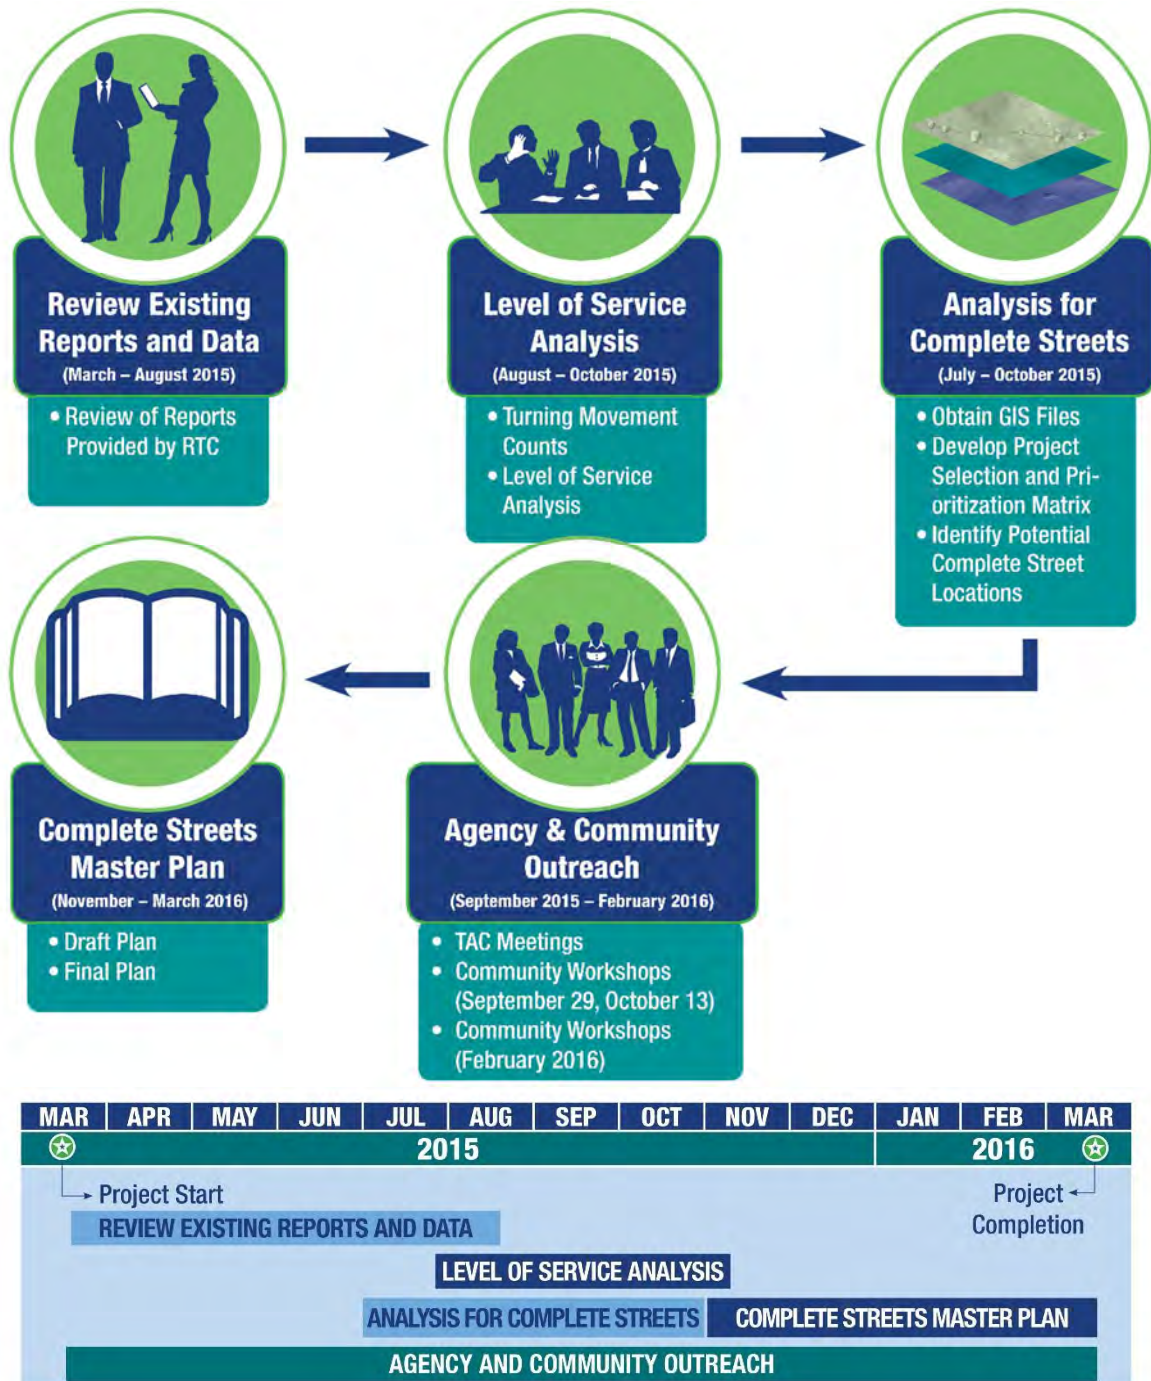 Review Existing
Reports and Data
(March – August 2015)
• Review of Reports
Provided by RTC
Level of Service
Analysis
(August – October 2015)
• Turning Movement
Counts
• Level of Service
Analysis
Analysis for
Complete Streets
(July – October 2015)
• Obtain GIS Files
• Develop Project
Selection and Pri-
oritization Matrix
• Identify Potential
Complete Street
Locations
Agency & Community
Outreach
(September 2015 – February 2016)
• TAC Meetings
• Community Workshops
(September 29, October 13)
• Community Workshops
(February 2016)
Complete Streets
Master Plan
(November – March 2016)
• Draft Plan
• Final Plan
MAR APR MAY JUN JUL AUG SEP OCT NOV DEC JAN FEB MAR
2015 2016
Project Start
Project
Completion
REVIEW EXISTING REPORTS AND DATA
LEVEL OF SERVICE ANALYSIS
ANALYSIS FOR COMPLETE STREETS COMPLETE STREETS MASTER PLAN
AGENCY AND COMMUNITY OUTREACH